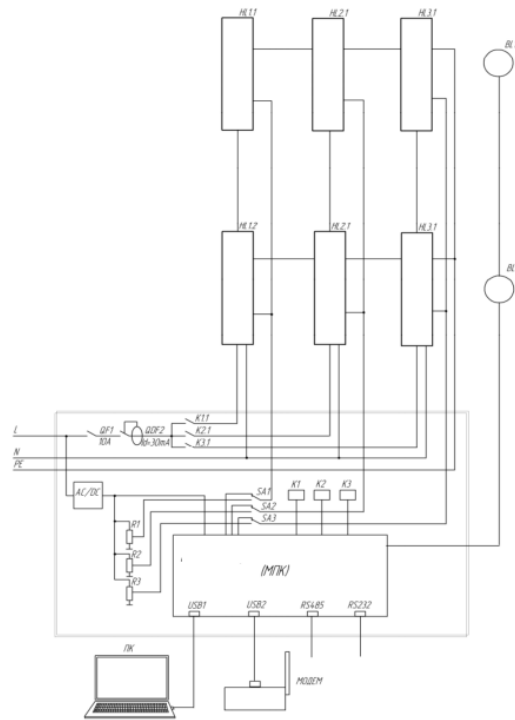 HL1.1
HL2.1
HL3.1
BL
HL1.2
HL2.1
HL3.1
BL
K1.1
L
QF1
QDF2
K2.1
10A
Id=30mA
K3.1
N
PE
AC/DC
SA1
K1
K2
K3
SA2
R1
SA3
R2
(МПК)
R3
USB1
USB2
RS485
RS232
ПК
МОДЕМ